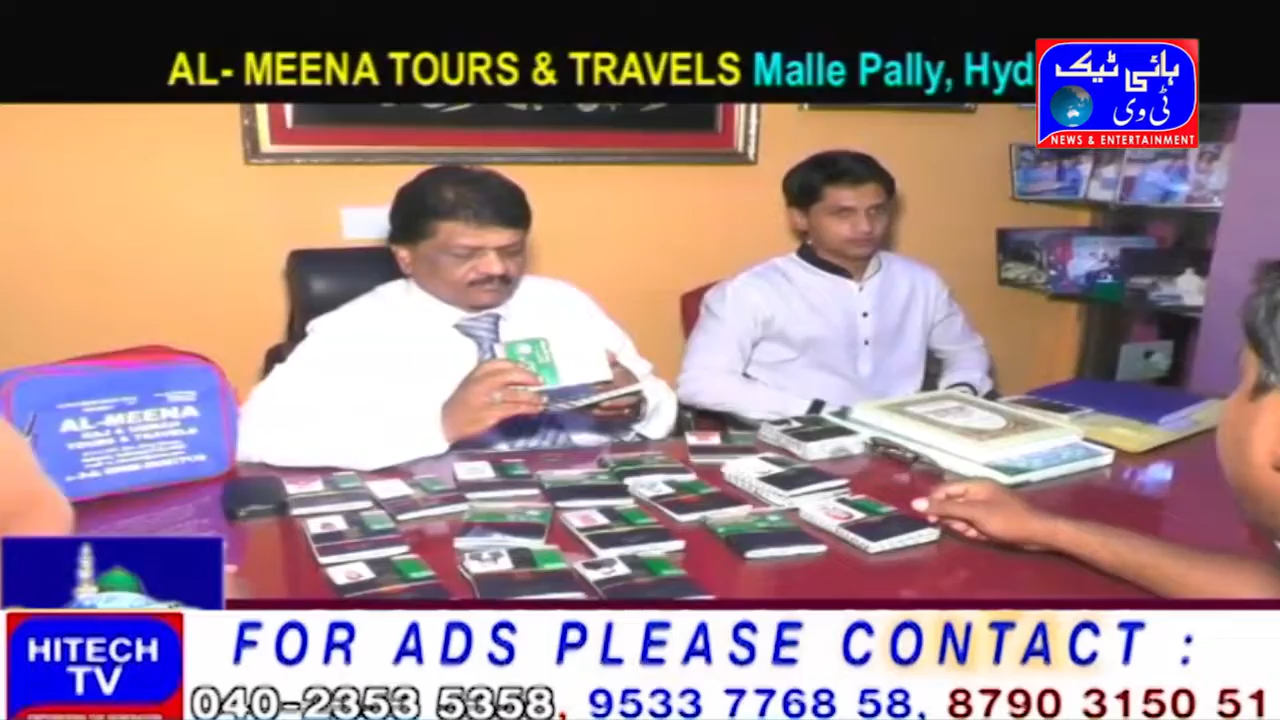 AL- MEENA TOURS & TRAVELS Malle Pally, Hyd
ہائی ٹیک
ٹی وی
NEWS & ENTERTAINMENT
AL-MEENA
TOURS & TRAVELS
HITECH
TV
FOR ADS PLEASE CONTACT :
040-2353 5358, 9533 7768 58, 8790 3150 51